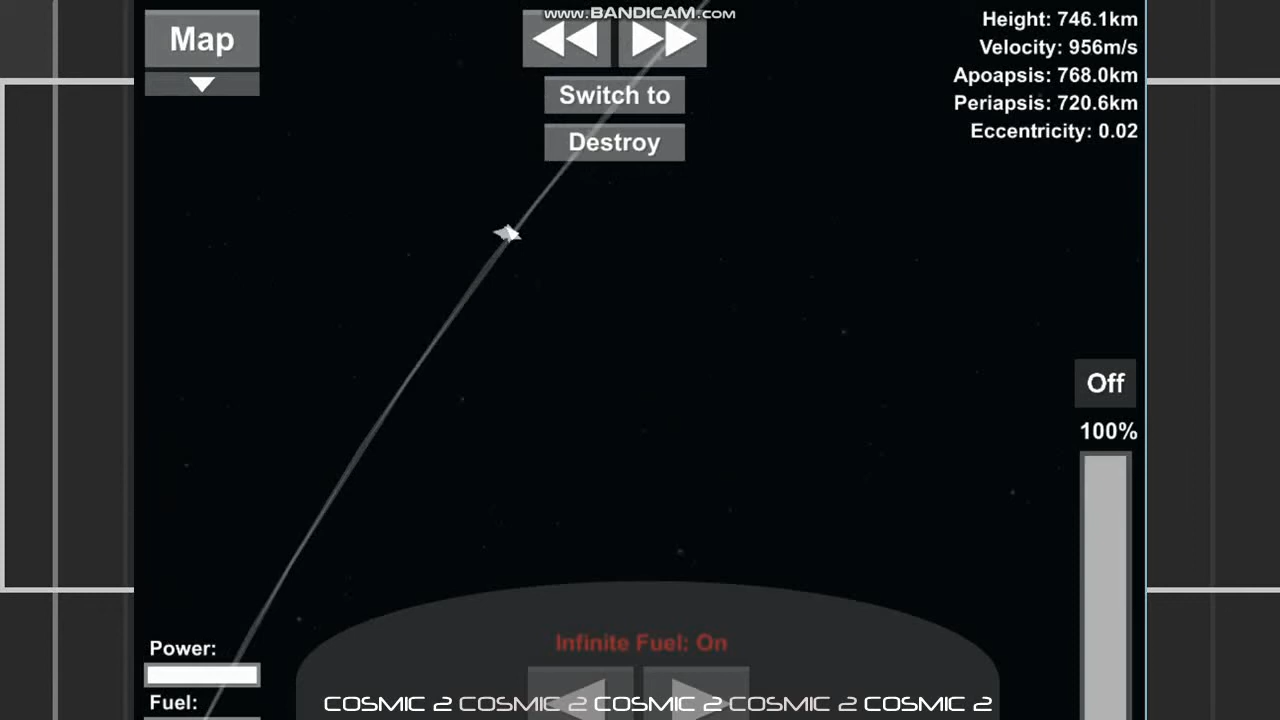 www.BANDICAM.com
Map
Switch to
Destroy
Height: 746.1km
Velocity: 956m/s
Apoapsis: 768.0km
Periapsis: 720.6km
Eccentricity: 0.02
Off
100%
Infinite Fuel: On
Power:
Fuel:
COSMIC 2 COSMIC 2 COSMIC 2 COSMIC 2 COSMIC 2